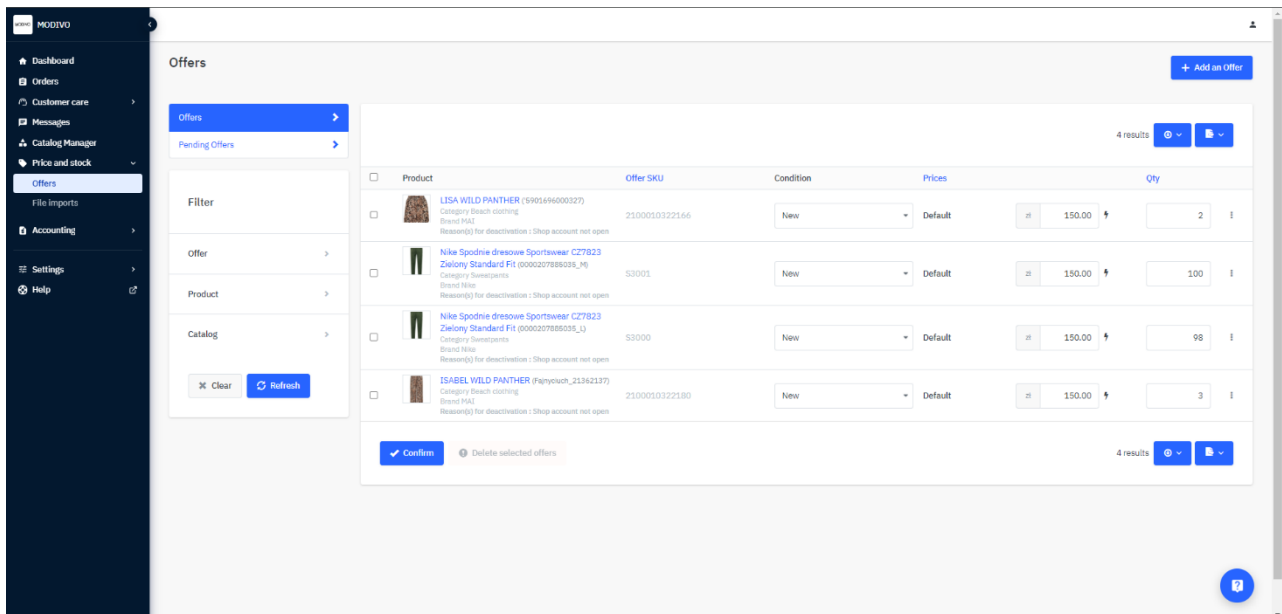 MODIVO MODIVO
Dashboard
Orders
Customer care
Messages
Catalog Manager
Price and stock
Offers
File imports
Accounting
Settings
Help
Offers
+ Add an Offer
Offers
Pending Offers
Filter
Offer
Product
Catalog
Clear Refresh
4 results
Product Offer SKU Condition Prices Qty
LISA WILD PANTHER (5901696000327)
Category Beach clothing
Brand MAI
Reason(s) for deactivation : Shop account not open
2100010322166 New Default zł 150.00 2
Nike Spodnie dresowe Sportswear CZ7823
Zielony Standard Fit (0000207885035_M)
Category Sweatpants
Brand Nike
Reason(s) for deactivation : Shop account not open
S3001 New Default zł 150.00 100
Nike Spodnie dresowe Sportswear CZ7823
Zielony Standard Fit (0000207885035_L)
Category Sweatpants
Brand Nike
Reason(s) for deactivation : Shop account not open
S3000 New Default zł 150.00 98
ISABEL WILD PANTHER (Fajnyciuch_21362137)
Category Beach clothing
Brand MAI
Reason(s) for deactivation : Shop account not open
2100010322180 New Default zł 150.00 3
Confirm Delete selected offers 4 results